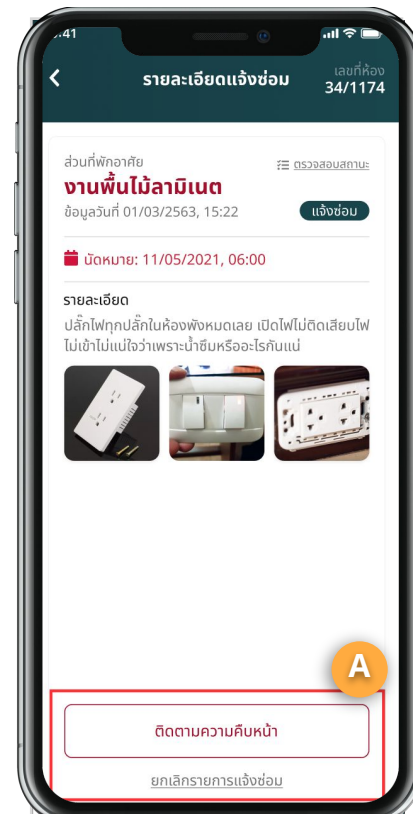 :41
เลขที่ห้อง
รายละเอียดแจ้งซ่อม
34/1174
ส่วนที่พักอาศัย
ตรวจสอบสถานะ
งานพื้นไม้ลามิเนต
ข้อมูลวันที่ 01/03/2563, 15:22
แจ้งซ่อม
นัดหมาย: 11/05/2021, 06:00
รายละเอียด
ปลั๊กไฟทุกปลั๊กในห้องพังหมดเลย เปิดไฟไม่ติดเสียบไฟ
ไม่เข้าไม่แน่ใจว่าเพราะน้ำซึมหรืออะไรกันแน่
A
ติดตามความคืบหน้า
ยกเลิกรายการแจ้งซ่อม